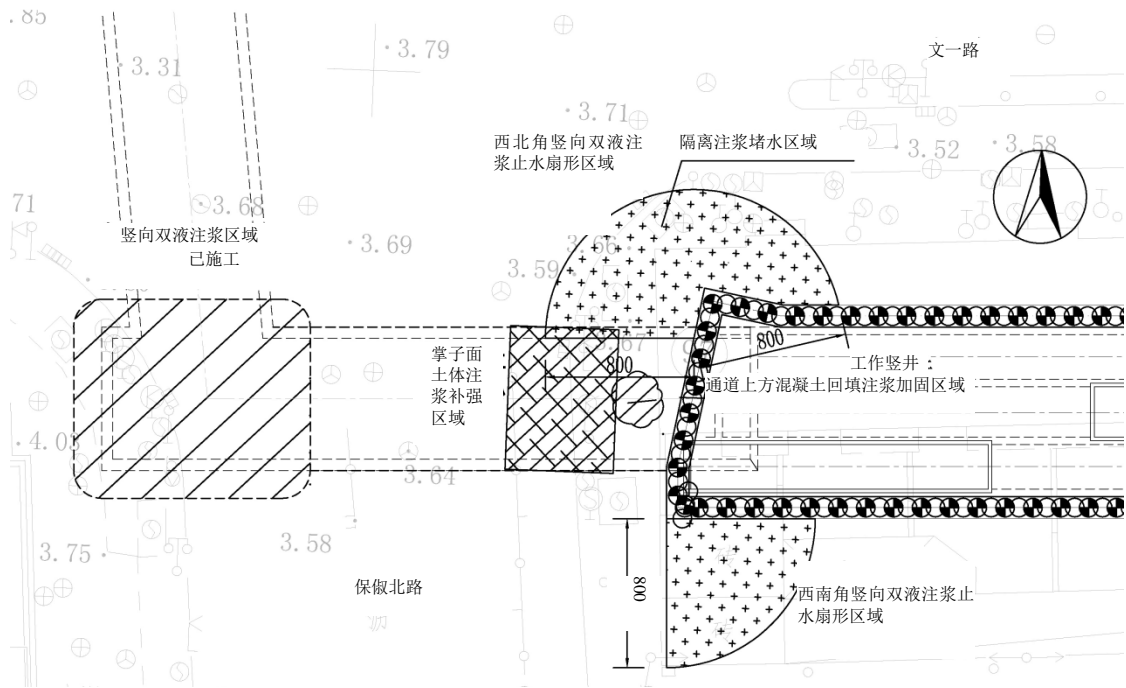 .85
·3.79
文一路
·3.31
·3.71
西北角竖向双液注
浆止水扇形区域
隔离注浆堵水区域
·3.52
·3.58
71
·3.68
竖向双液注浆区域
已施工
·3.69
3.66
3.59
3.67
800
800
掌子面
土体注
浆补强
区域
工作竖井：
通道上方混凝土回填注浆加固区域
·4.03
3.64
3.75·
3.58
保俶北路
800
西南角竖向双液注浆止
水扇形区域